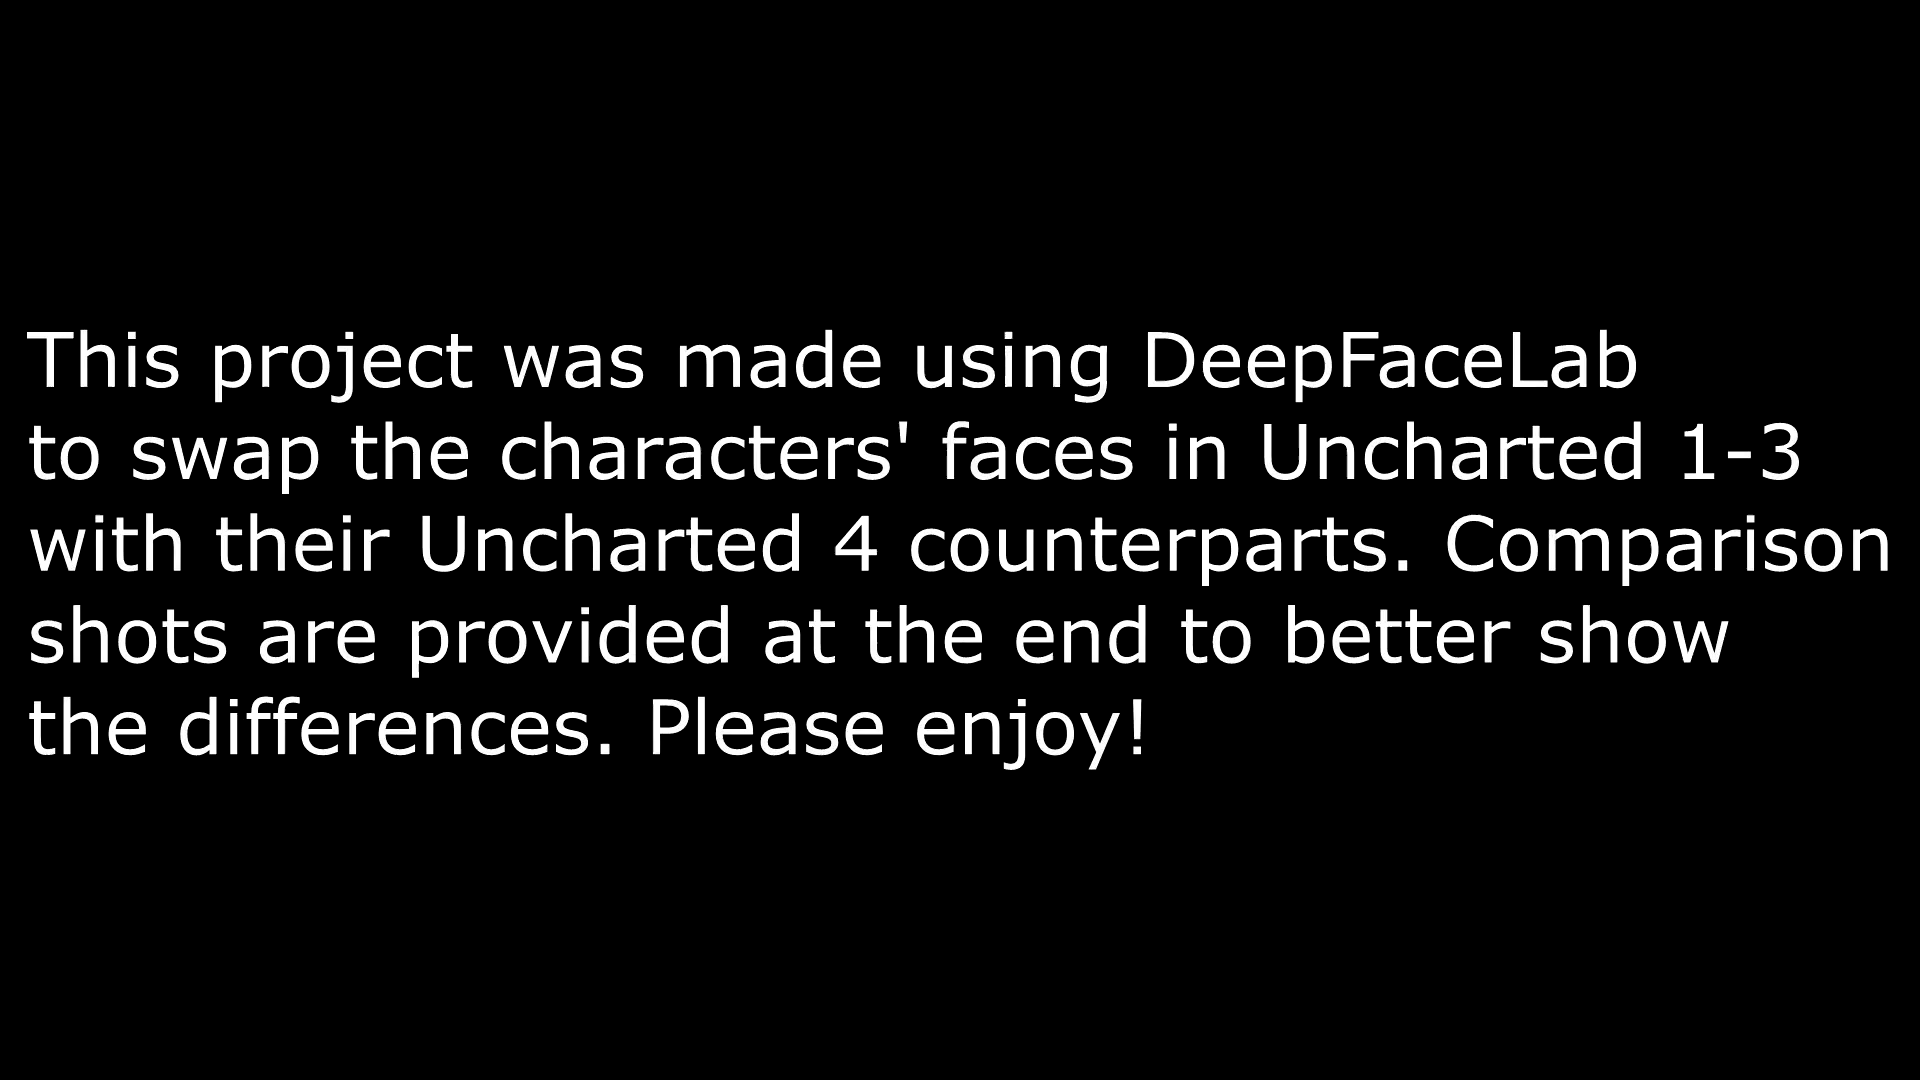 This project was made using DeepFaceLab
to swap the characters' faces in Uncharted 1-3
with their Uncharted 4 counterparts. Comparison
shots are provided at the end to better show
the differences. Please enjoy!